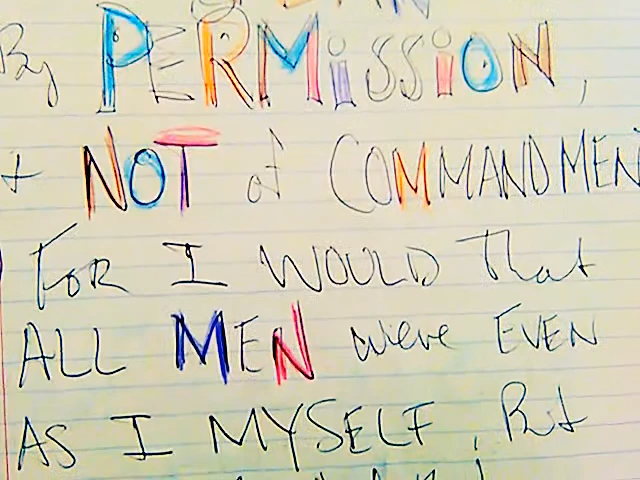 By PERMISSION,
+ NOT of COMMANDMEN
FOR I WOULD That
ALL MEN were EVEN
AS I MYSELF, But